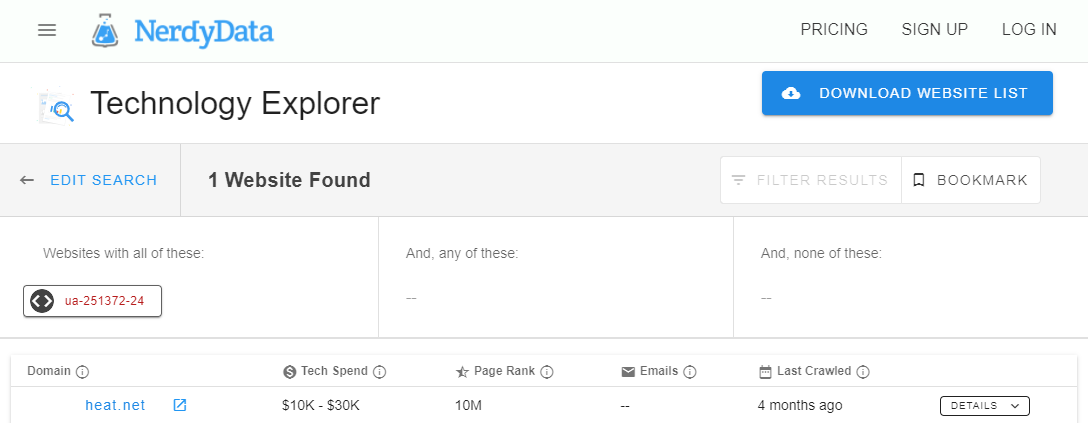 NerdyData
PRICING SIGN UP LOG IN
Technology Explorer
DOWNLOAD WEBSITE LIST
EDIT SEARCH
1 Website Found
FILTER RESULTS
BOOKMARK
Websites with all of these:
ua-251372-24
And, any of these:
--
And, none of these:
--
Domain Tech Spend Page Rank Emails Last Crawled
heat.net $10K - $30K 10M -- 4 months ago DETAILS